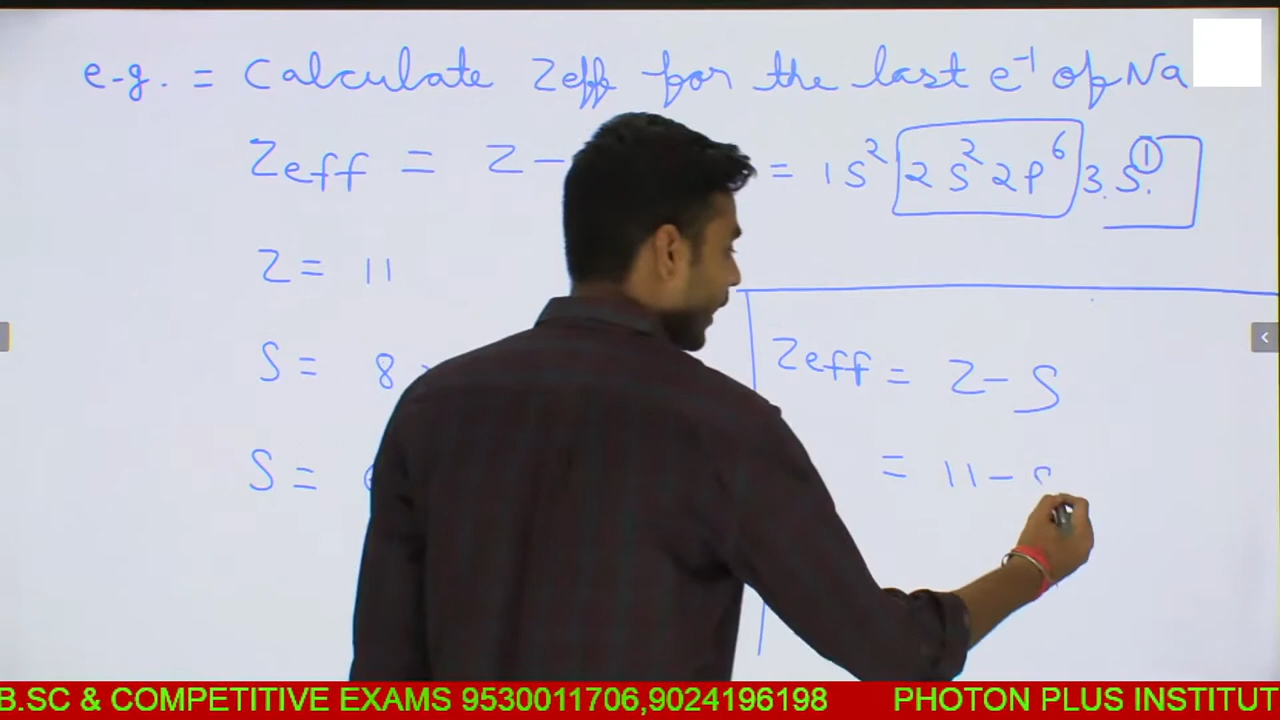 e.g. = Calculate Zeff for the last e⁻¹ of Na
Zeff = Z –
= 1s² 2s² 2p⁶ 3s¹
Z = 11
S = 8
S =
Zeff = Z – S
= 11 –
B.SC & COMPETITIVE EXAMS 9530011706,9024196198 PHOTON PLUS INSTITUT